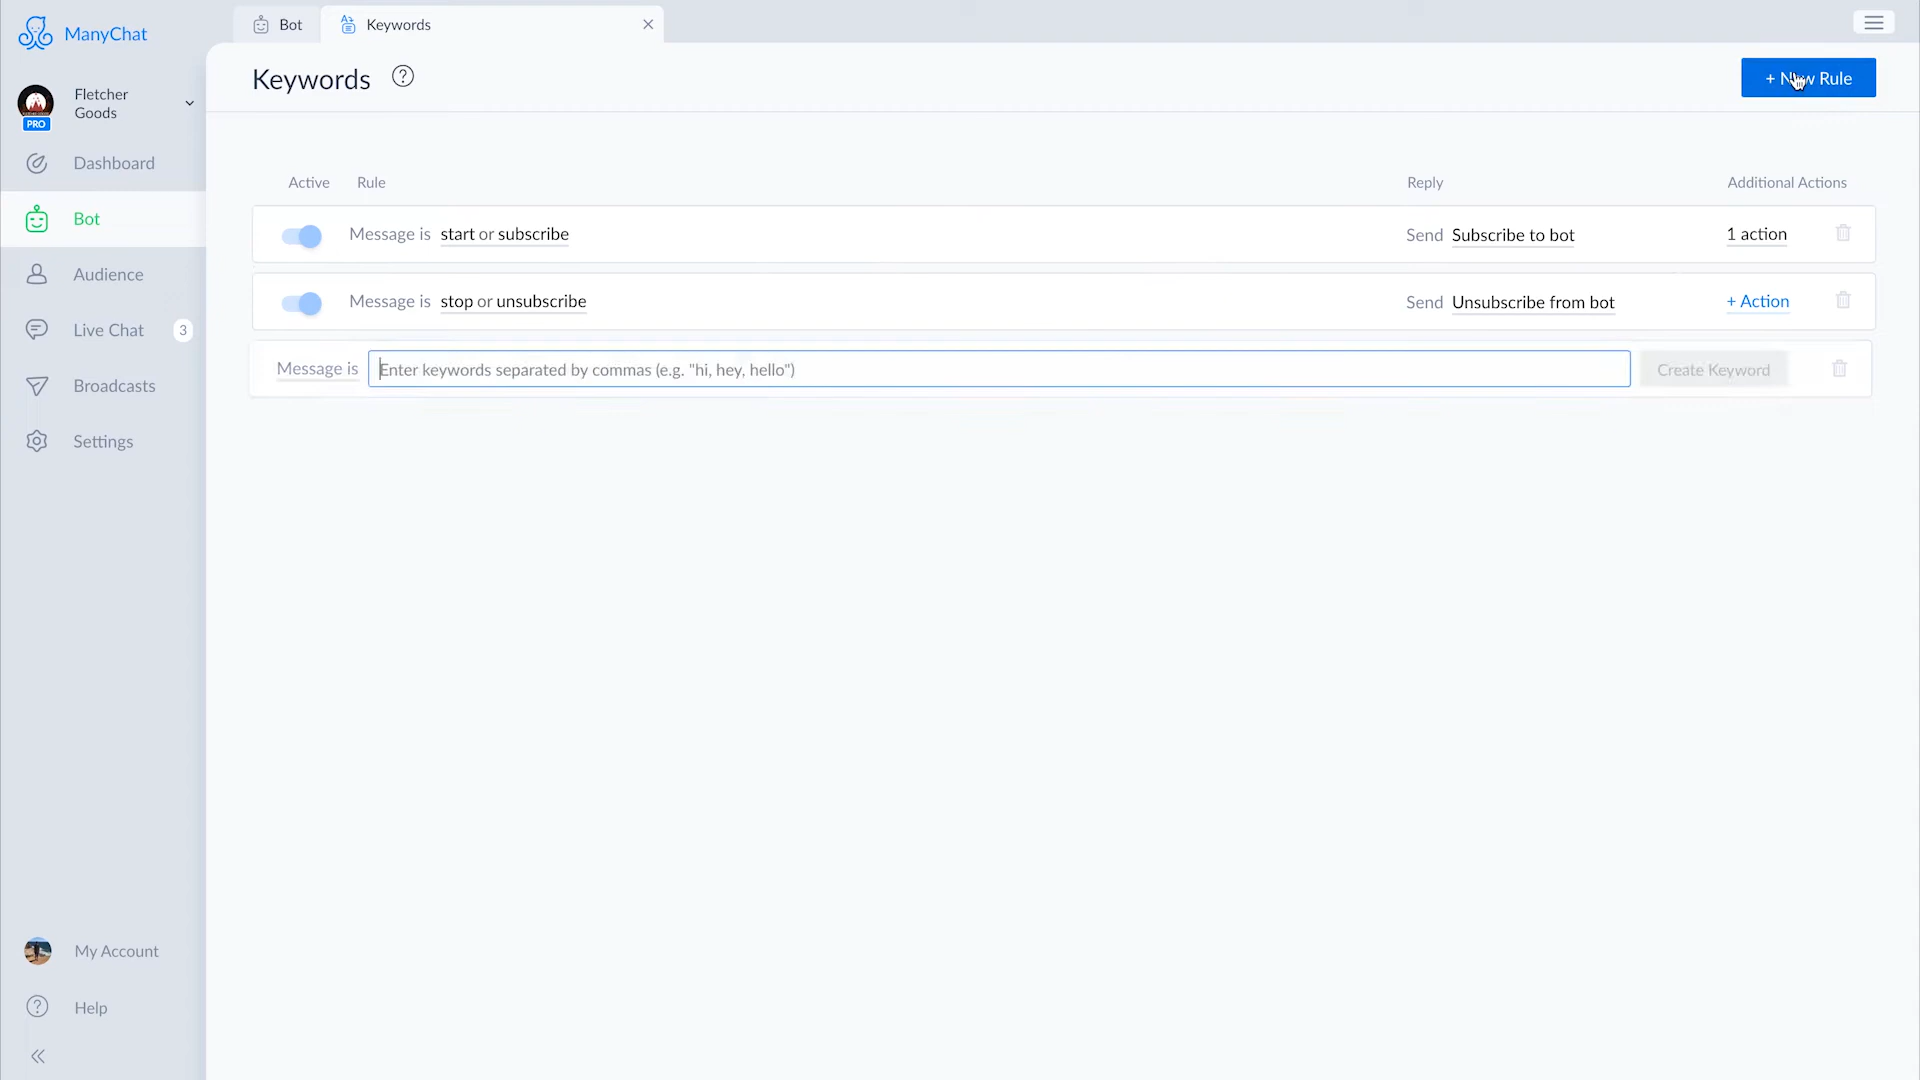 ManyChat
Bot
Keywords
Fletcher
Goods
PRO
Keywords
?
+ New Rule
Dashboard
Bot
Audience
Live Chat 3
Broadcasts
Settings
Active Rule Reply Additional Actions
Message is start or subscribe Send Subscribe to bot 1 action
Message is stop or unsubscribe Send Unsubscribe from bot + Action
Message is Enter keywords separated by commas (e.g. "hi, hey, hello") Create Keyword
My Account
? Help